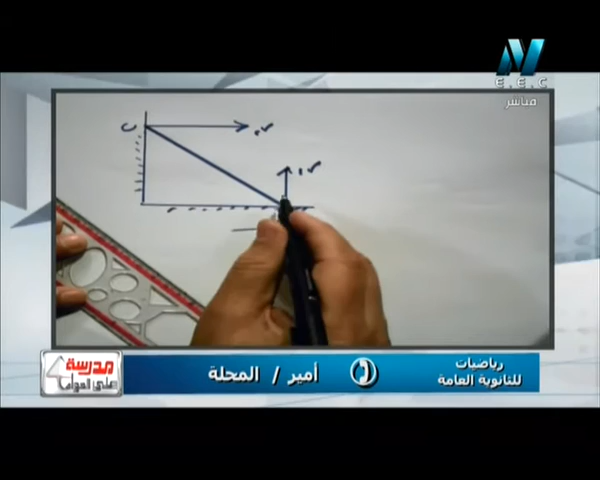 E.E.C
مباشر
ب
مدرسة
على الهواء
أمير / المحلة
رياضيات
للثانوية العامة